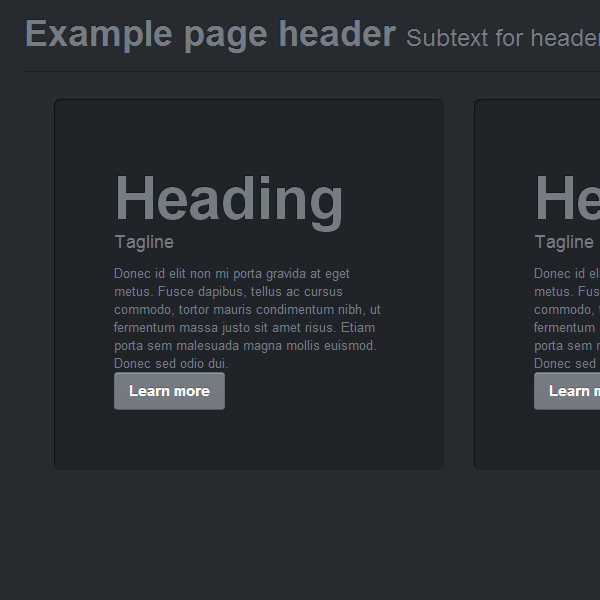 Example page header Subtext for header
Heading
Tagline
Donec id elit non mi porta gravida at eget
metus. Fusce dapibus, tellus ac cursus
commodo, tortor mauris condimentum nibh, ut
fermentum massa justo sit amet risus. Etiam
porta sem malesuada magna mollis euismod.
Donec sed odio dui.
Learn more
He
Tagline
Donec id el
metus. Fus
commodo,
fermentum
porta sem
Donec sed
Learn